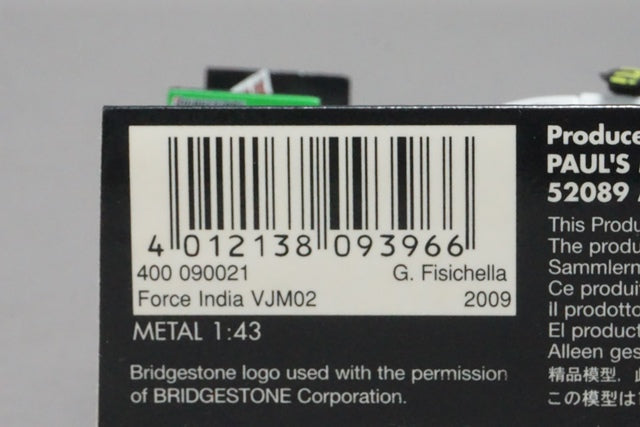 4 012138 093966
400 090021 G. Fisichella
Force India VJM02 2009
METAL 1:43
Bridgestone logo used with the permission
of BRIDGESTONE Corporation.
Produce
PAUL'S
52089
This Produ
The produ
Sammlerm
Ce produi
Il prodotto
El product
Alleen ges
精品模型，
この模型は